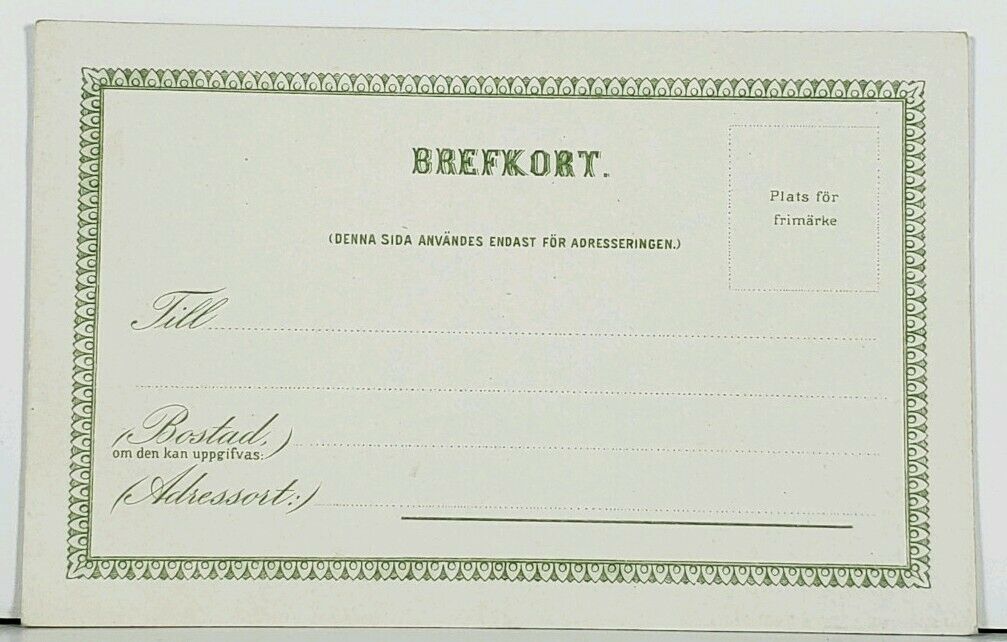 BREFKORT.
Plats för
frimärke
(DENNA SIDA ANVÄNDES ENDAST FÖR ADRESSERINGEN.)
Till
(Bostad,)
om den kan uppgifvas:
(Adressort:)